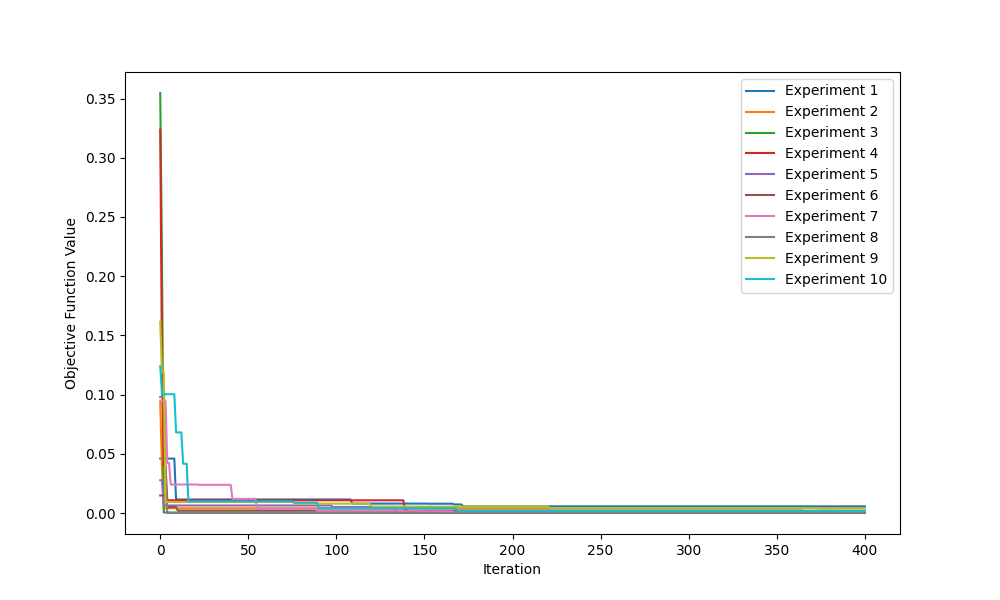 0.35
0.30
0.25
0.20
0.15
0.10
0.05
0.00
Objective Function Value
0 50 100 150 200 250 300 350 400
Iteration
Experiment 1
Experiment 2
Experiment 3
Experiment 4
Experiment 5
Experiment 6
Experiment 7
Experiment 8
Experiment 9
Experiment 10